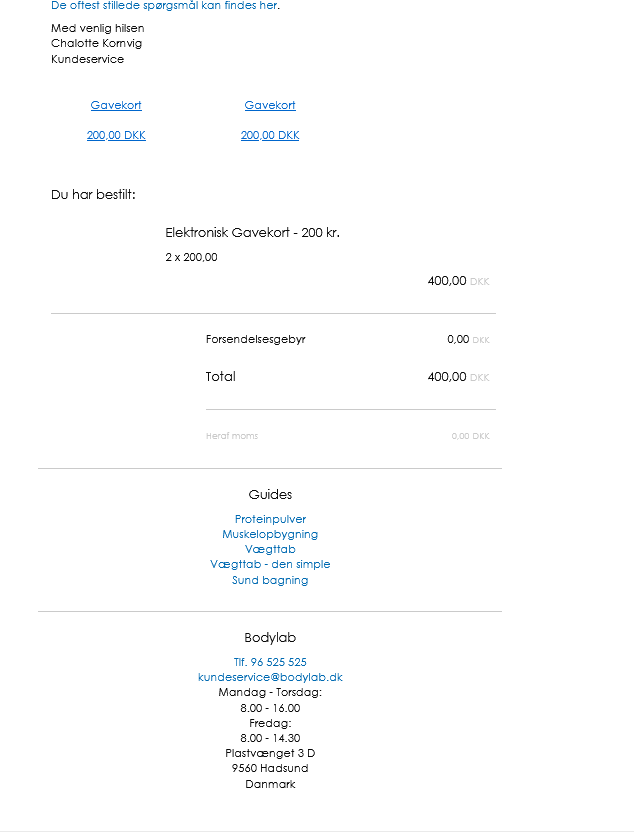 De oftest stillede spørgsmål kan findes her.
Med venlig hilsen
Chalotte Kornvig
Kundeservice
Gavekort Gavekort
200,00 DKK 200,00 DKK
Du har bestilt:
Elektronisk Gavekort - 200 kr.
2 x 200,00
400,00 DKK
Forsendelsesgebyr 0,00 DKK
Total 400,00 DKK
Heraf moms 0,00 DKK
Guides
Proteinpulver
Muskelopbygning
Vægttab
Vægttab - den simple
Sund bagning
Bodylab
Tlf. 96 525 525
kundeservice@bodylab.dk
Mandag - Torsdag:
8.00 - 16.00
Fredag:
8.00 - 14.30
Plastvænget 3 D
9560 Hadsund
Danmark